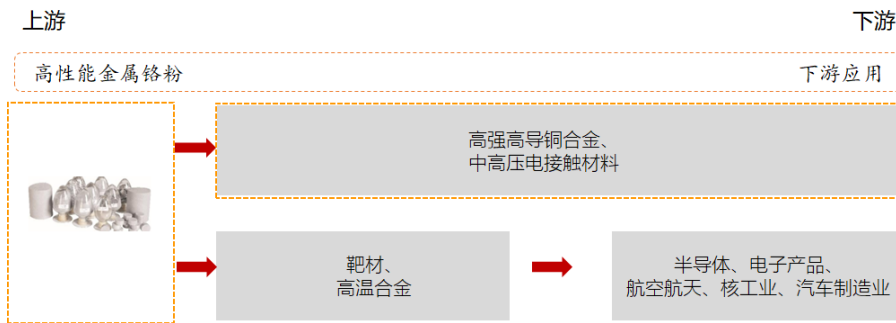 上游
下游
高性能金属铬粉
下游应用
高强高导铜合金、
中高压电接触材料
靶材、
高温合金
半导体、电子产品、
航空航天、核工业、汽车制造业